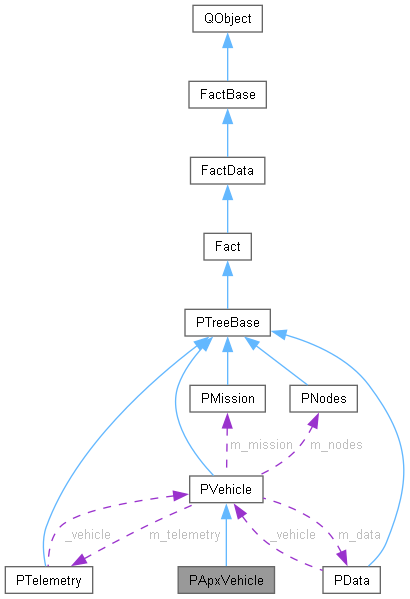 QObject
FactBase
FactData
Fact
PTreeBase
PMission
PNodes
m_mission
m_nodes
PVehicle
_vehicle
m_telemetry
_vehicle
m_data
PTelemetry
PApxVehicle
PData